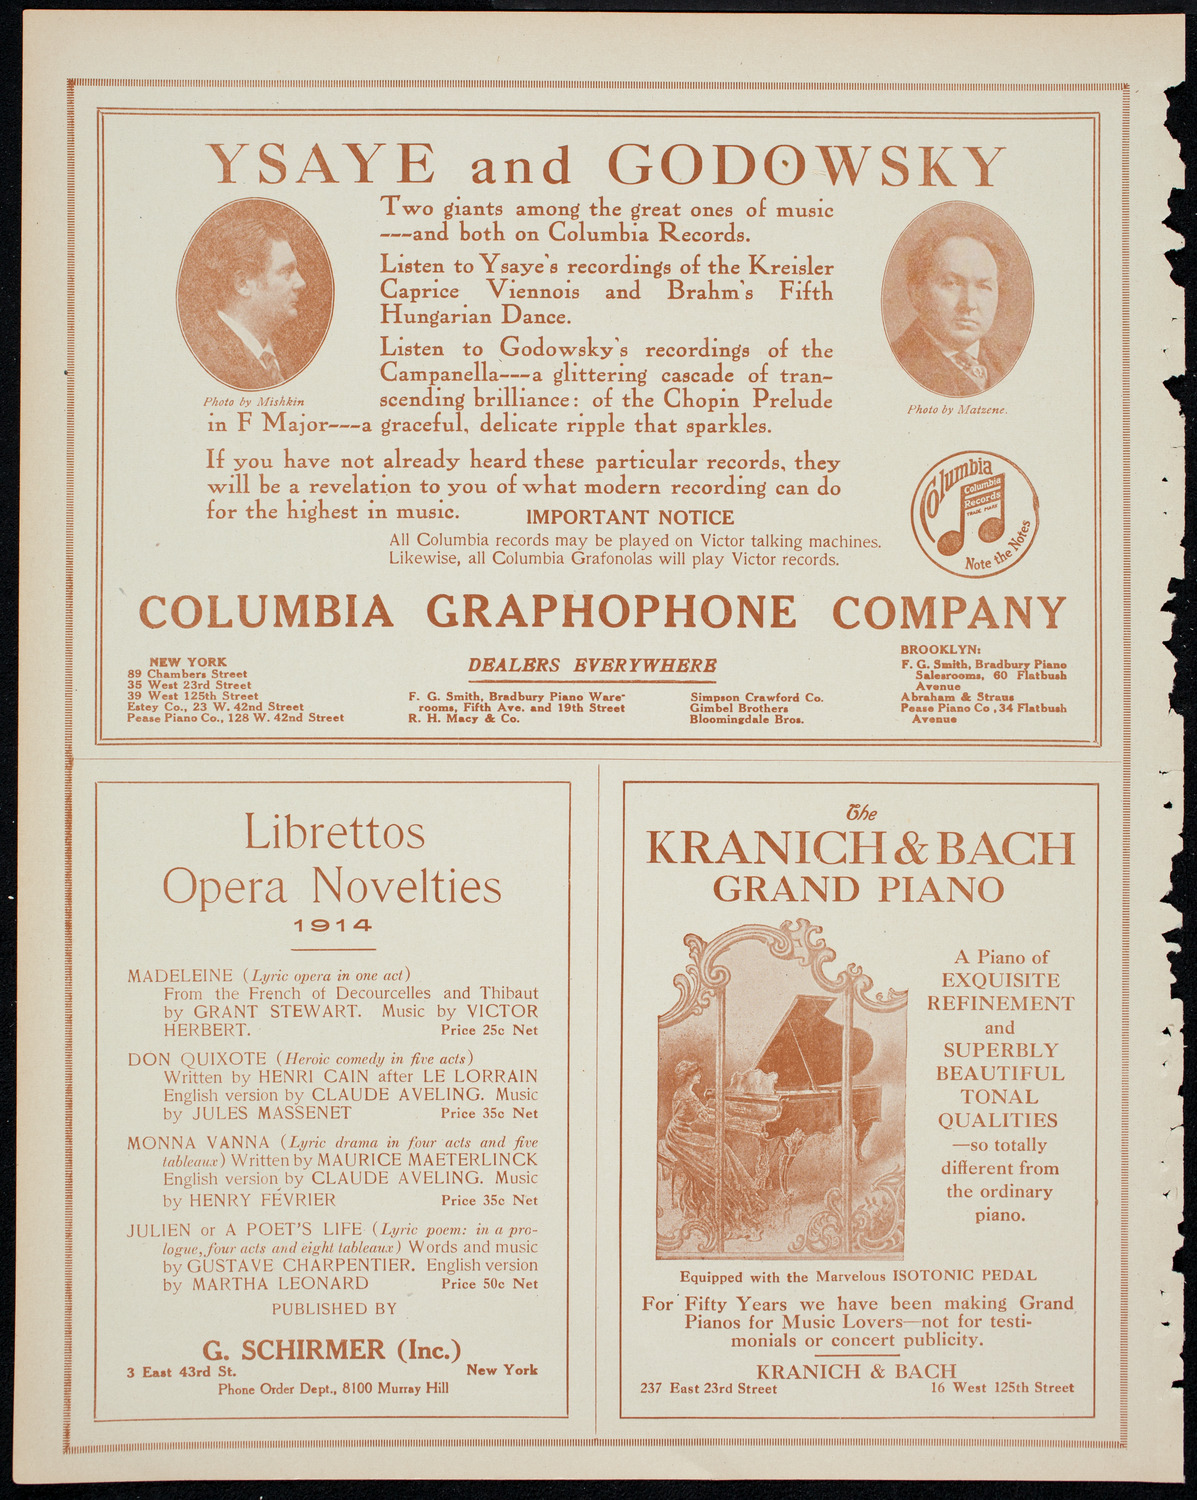 YSAYE and GODOWSKY
Two giants among the great ones of music
---and both on Columbia Records.
Listen to Ysaye's recordings of the Kreisler
Caprice Viennois and Brahm's Fifth
Hungarian Dance.
Listen to Godowsky's recordings of the
Campanella---a glittering cascade of tran-
scending brilliance: of the Chopin Prelude
in F Major---a graceful, delicate ripple that sparkles.
Photo by Mishkin
Photo by Matzene.
If you have not already heard these particular records, they
will be a revelation to you of what modern recording can do
for the highest in music.
IMPORTANT NOTICE
All Columbia records may be played on Victor talking machines.
Likewise, all Columbia Grafonolas will play Victor records.
Columbia
Columbia
Records
TRADE MARK
Note the Notes
COLUMBIA GRAPHOPHONE COMPANY
NEW YORK
89 Chambers Street
35 West 23rd Street
39 West 125th Street
Estey Co., 23 W. 42nd Street
Pease Piano Co., 128 W. 42nd Street
DEALERS EVERYWHERE
F. G. Smith, Bradbury Piano Ware-
rooms, Fifth Ave. and 19th Street
R. H. Macy & Co.
Simpson Crawford Co.
Gimbel Brothers
Bloomingdale Bros.
BROOKLYN:
F. G. Smith, Bradbury Piano
Salesrooms, 60 Flatbush
Avenue
Abraham & Straus
Pease Piano Co., 34 Flatbush
Avenue
Librettos
Opera Novelties
1914
MADELEINE (Lyric opera in one act)
From the French of Decourcelles and Thibaut
by GRANT STEWART. Music by VICTOR
HERBERT. Price 25c Net
DON QUIXOTE (Heroic comedy in five acts)
Written by HENRI CAIN after LE LORRAIN
English version by CLAUDE AVELING. Music
by JULES MASSENET Price 35c Net
MONNA VANNA (Lyric drama in four acts and five
tableaux) Written by MAURICE MAETERLINCK
English version by CLAUDE AVELING. Music
by HENRY FÉVRIER Price 35c Net
JULIEN or A POET'S LIFE (Lyric poem: in a pro-
logue, four acts and eight tableaux) Words and music
by GUSTAVE CHARPENTIER. English version
by MARTHA LEONARD Price 50c Net
PUBLISHED BY
G. SCHIRMER (Inc.)
3 East 43rd St. New York
Phone Order Dept., 8100 Murray Hill
The
KRANICH & BACH
GRAND PIANO
A Piano of
EXQUISITE
REFINEMENT
and
SUPERBLY
BEAUTIFUL
TONAL
QUALITIES
—so totally
different from
the ordinary
piano.
Equipped with the Marvelous ISOTONIC PEDAL
For Fifty Years we have been making Grand
Pianos for Music Lovers—not for testi-
monials or concert publicity.
KRANICH & BACH
237 East 23rd Street 16 West 125th Street